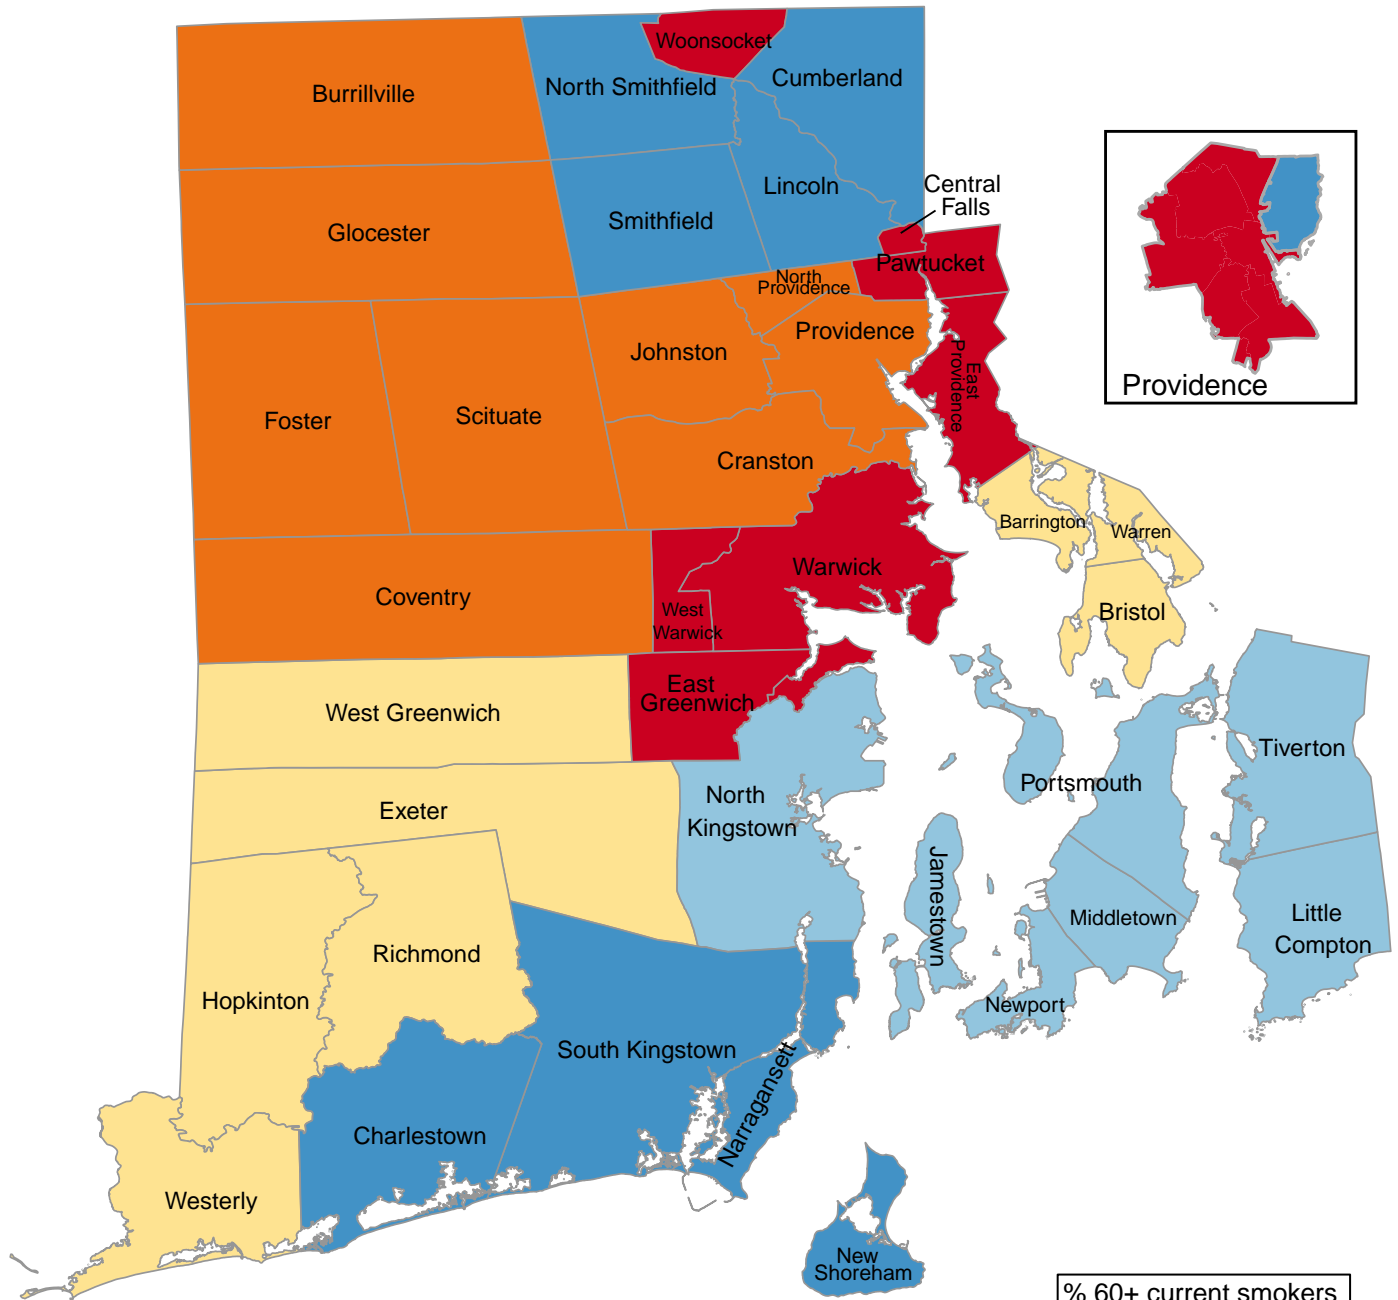 Woonsocket
Burrillville
North Smithfield
Cumberland
Central
Falls
Lincoln
Glocester
Smithfield
Pawtucket
North
Providence
Providence
Johnston
East
Providence
Foster
Scituate
Cranston
Providence
Barrington
Warren
Warwick
Coventry
West
Warwick
Bristol
East
Greenwich
West Greenwich
Tiverton
Portsmouth
Exeter
North
Kingstown
Jamestown
Middletown
Little
Compton
Richmond
Hopkinton
Newport
South Kingstown
Narragansett
Charlestown
Westerly
New
Shoreham
% 60+ current smokers